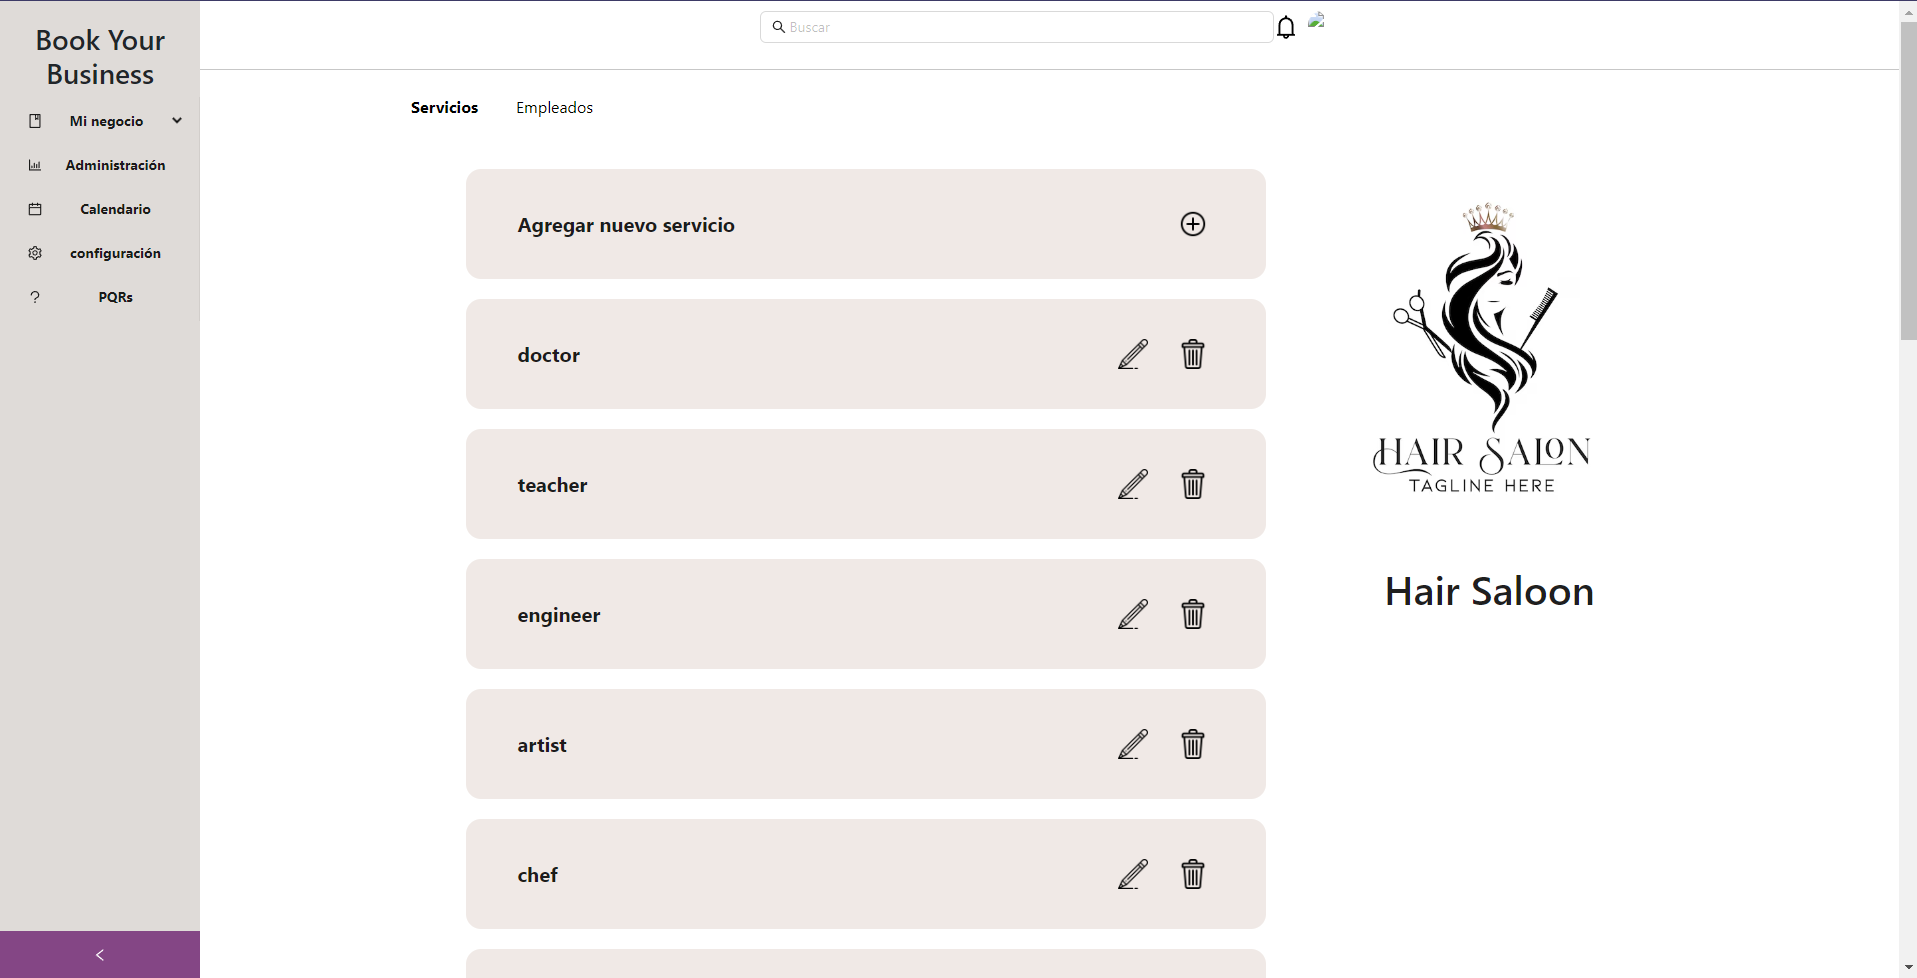 Book Your
Business
Mi negocio
Administración
Calendario
configuración
PQRs
Buscar
Servicios
Empleados
Agregar nuevo servicio
doctor
teacher
engineer
artist
chef
HAIR SALON
TAGLINE HERE
Hair Saloon